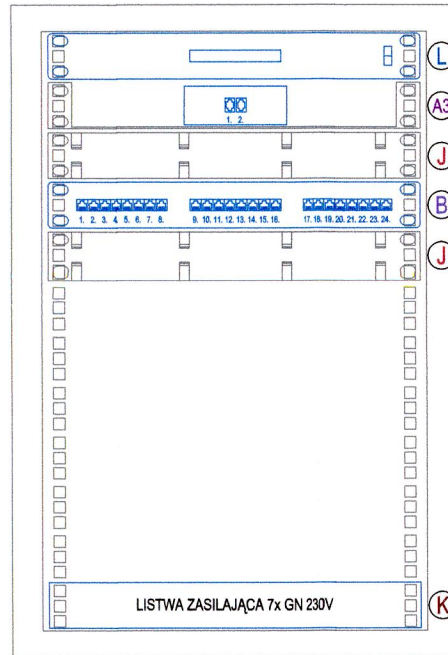 L
1. 2.
A3
J
1. 2. 3. 4. 5. 6. 7. 8. 9. 10. 11. 12. 13. 14. 15. 16. 17. 18. 19. 20. 21. 22. 23. 24.
B
J
LISTWA ZASILAJĄCA 7x GN 230V
K